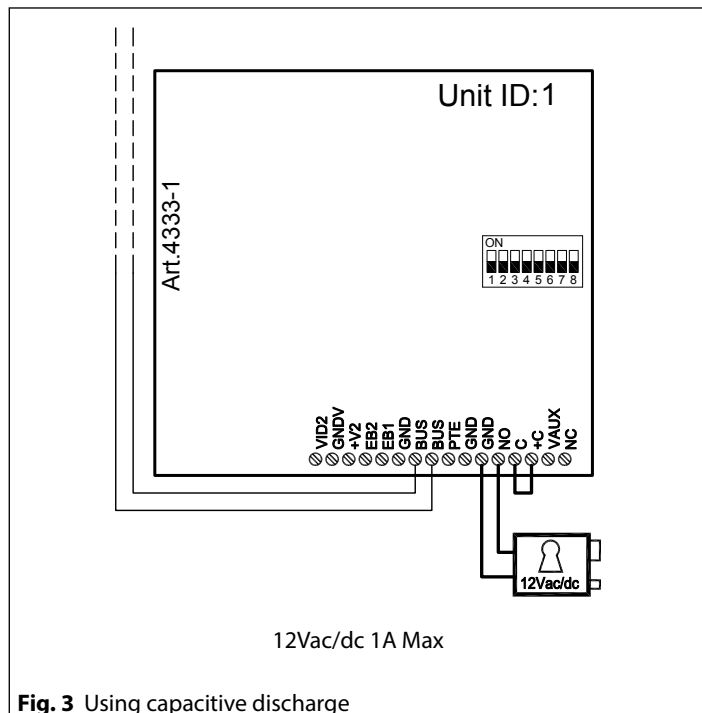 Unit ID:1
Art.4333-1
ON
1 2 3 4 5 6 7 8
VID2
GNDV
+V2
EB2
EB1
GND
BUS
BUS
PTE
GND
GND
NO
C
+C
VAUX
NC
12Vac/dc
12Vac/dc 1A Max
Fig. 3 Using capacitive discharge